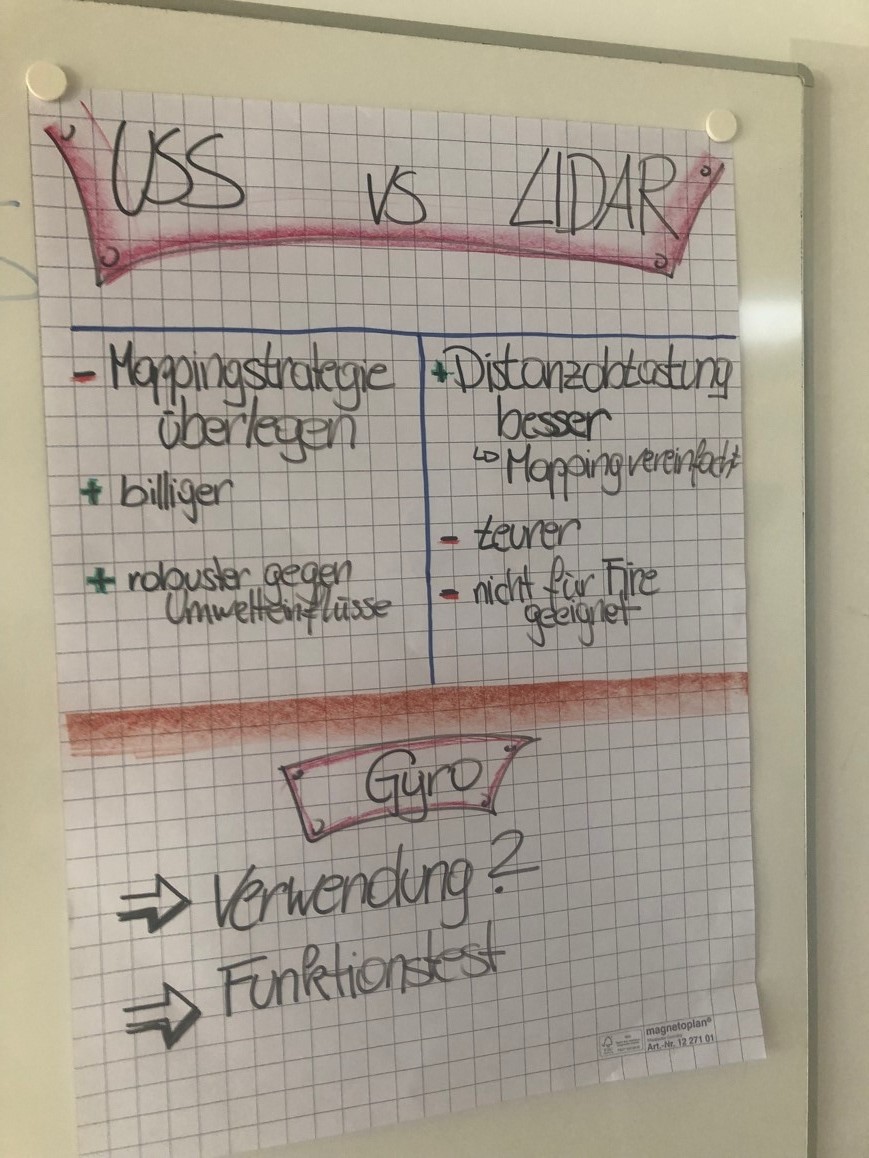 USS vs LIDAR
- Mappingstrategie
überlegen
+ billiger
+ robuster gegen
Umwelteinflüsse
+ Distanzabtastung
besser
↳ Mapping vereinfacht
- teurer
- nicht für Fire
geeignet
Gyro
⇒ Verwendung?
⇒ Funktionstest
magnetoplan®
Art.-Nr. 12 271 01